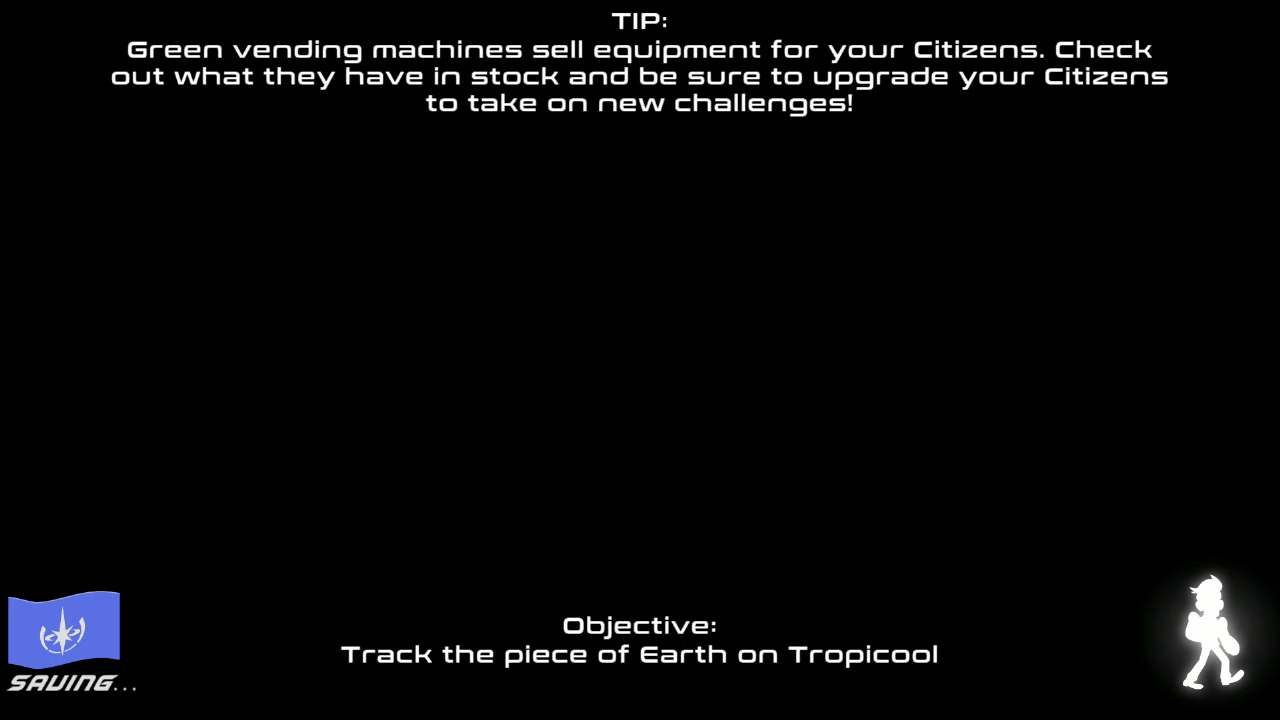 TIP:
Green vending machines sell equipment for your Citizens. Check
out what they have in stock and be sure to upgrade your Citizens
to take on new challenges!
Objective:
Track the piece of Earth on Tropicool
SAVING...